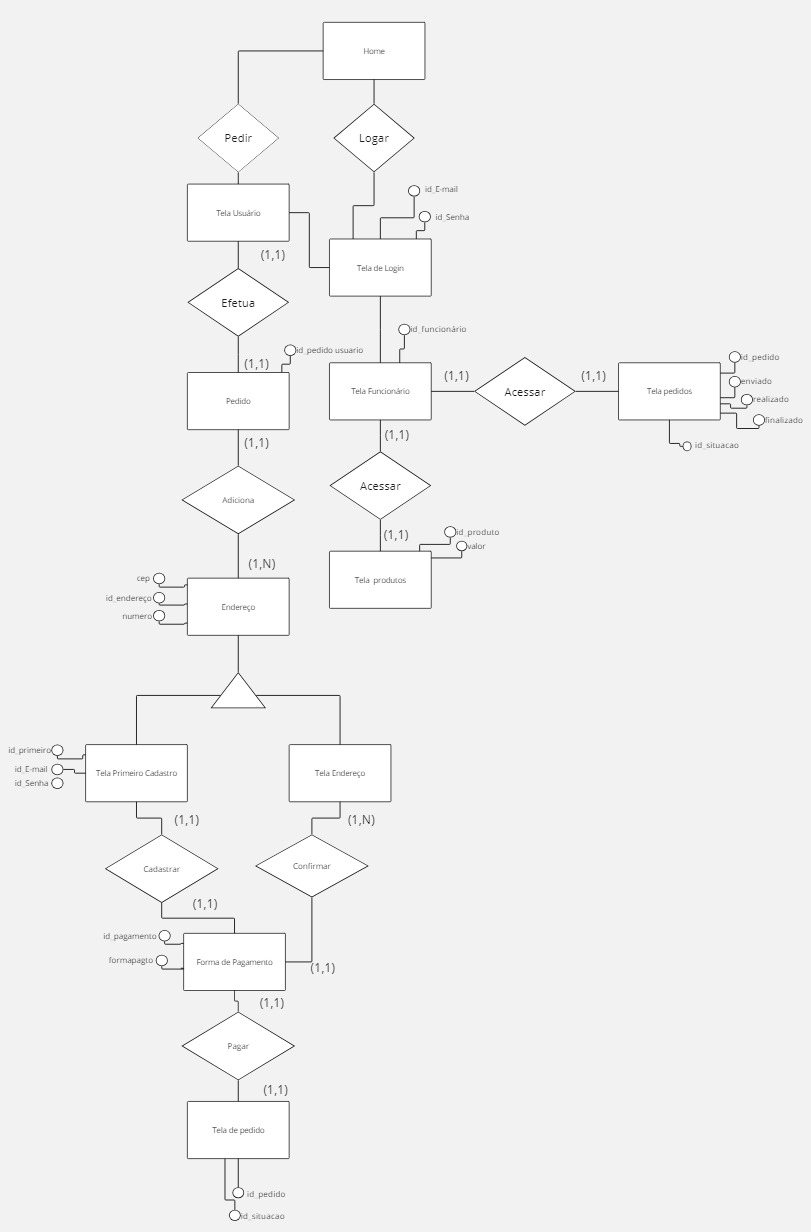 Home
Pedir
Logar
id_E-mail
Tela Usuário
id_Senha
(1,1)
Tela de Login
Efetua
id_funcionário
id_pedido usuario
(1,1)
id_pedido
(1,1)
(1,1)
enviado
Pedido
Tela Funcionário
Acessar
Tela pedidos
realizado
finalizado
(1,1)
(1,1)
id_situacao
Adiciona
Acessar
(1,1)
id_produto
valor
(1,N)
cep
Tela produtos
id_endereço
Endereço
numero
id_primeiro
id_E-mail
Tela Primeiro Cadastro
Tela Endereço
id_Senha
(1,1)
(1,N)
Cadastrar
Confirmar
(1,1)
id_pagamento
formapagto
Forma de Pagamento
(1,1)
(1,1)
Pagar
(1,1)
Tela de pedido
id_pedido
id_situacao